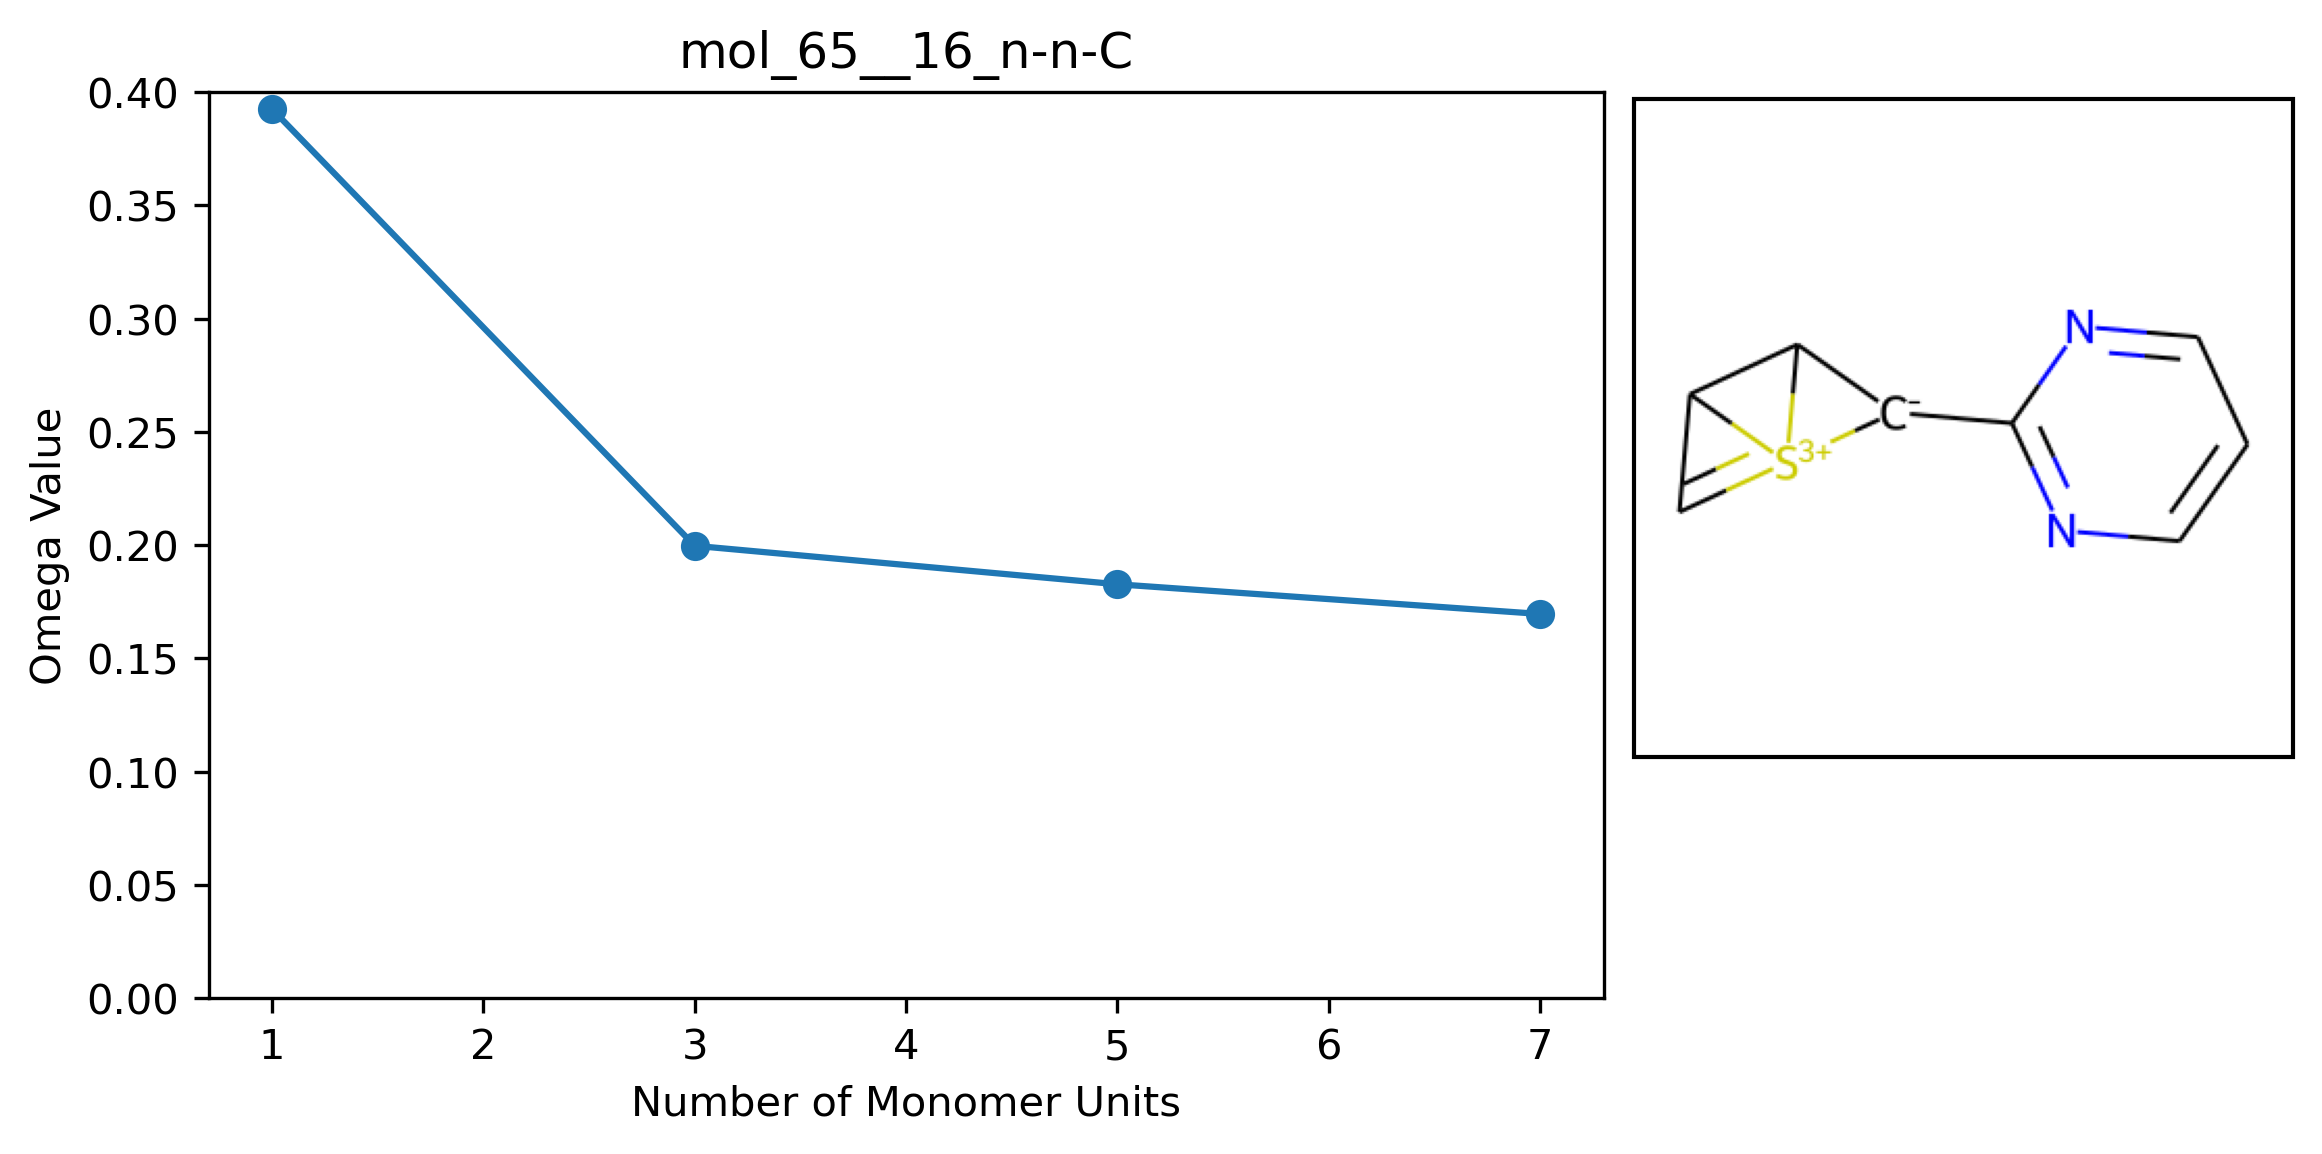 mol_65__16_n-n-C
0.40
0.35
0.30
0.25
0.20
0.15
0.10
0.05
0.00
Omega Value
1 2 3 4 5 6 7
Number of Monomer Units
N
C-
S3+
N